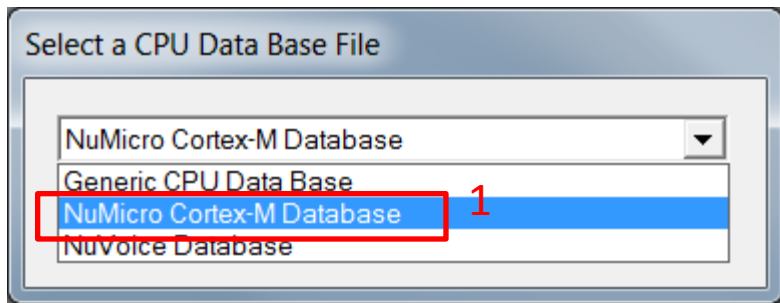 Select a CPU Data Base File
NuMicro Cortex-M Database
Generic CPU Data Base
NuMicro Cortex-M Database 1
NuVoice Database